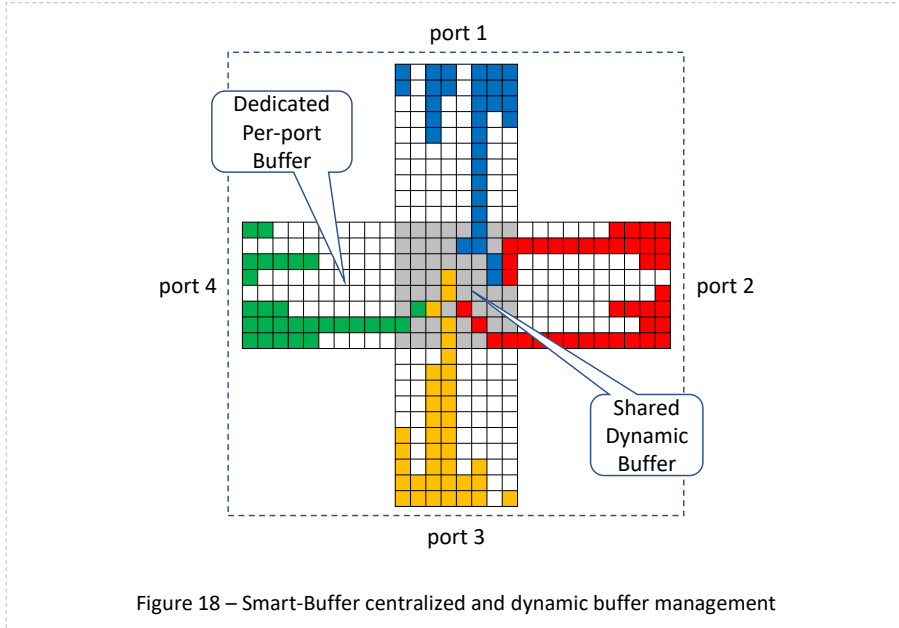 port 1
Dedicated
Per-port
Buffer
port 4
port 2
Shared
Dynamic
Buffer
port 3
Figure 18 – Smart-Buffer centralized and dynamic buffer management